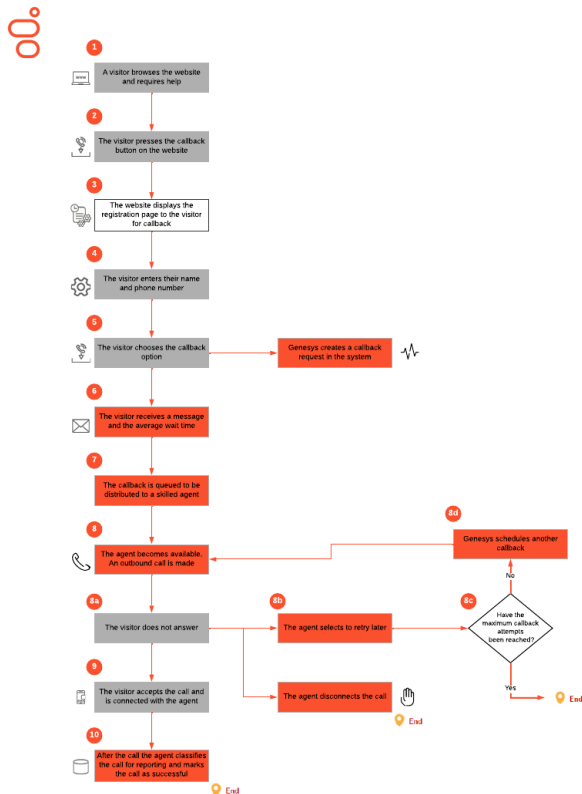 1
A visitor browses the website
and requires help
2
The visitor presses the callback
button on the website
3
The website displays the
registration page to the visitor
for callback
4
The visitor enters their name
and phone number
5
The visitor chooses the callback
option
Genesys creates a callback
request in the system
6
The visitor receives a message
and the average wait time
7
The callback is queued to be
distributed to a skilled agent
8
The agent becomes available.
An outbound call is made
8d
Genesys schedules another
callback
No
8a
The visitor does not answer
8b
The agent selects to retry later
8c
Have the
maximum callback
attempts
been reached?
Yes
End
9
The visitor accepts the call and
is connected with the agent
The agent disconnects the call
End
10
After the call the agent classifies
the call for reporting and marks
the call as successful
End